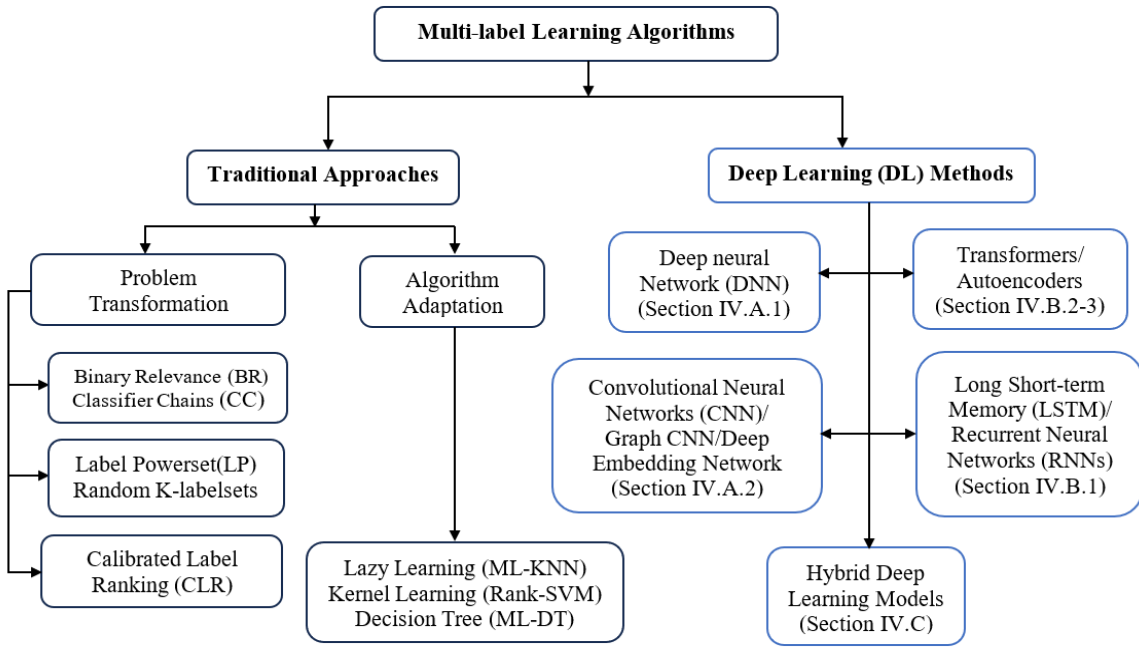 Multi-label Learning Algorithms
Traditional Approaches
Deep Learning (DL) Methods
Problem
Transformation
Algorithm
Adaptation
Binary Relevance (BR)
Classifier Chains (CC)
Label Powerset(LP)
Random K-labelsets
Calibrated Label
Ranking (CLR)
Lazy Learning (ML-KNN)
Kernel Learning (Rank-SVM)
Decision Tree (ML-DT)
Deep neural
Network (DNN)
(Section IV.A.1)
Transformers/
Autoencoders
(Section IV.B.2-3)
Convolutional Neural
Networks (CNN)/
Graph CNN/Deep
Embedding Network
(Section IV.A.2)
Long Short-term
Memory (LSTM)/
Recurrent Neural
Networks (RNNs)
(Section IV.B.1)
Hybrid Deep
Learning Models
(Section IV.C)